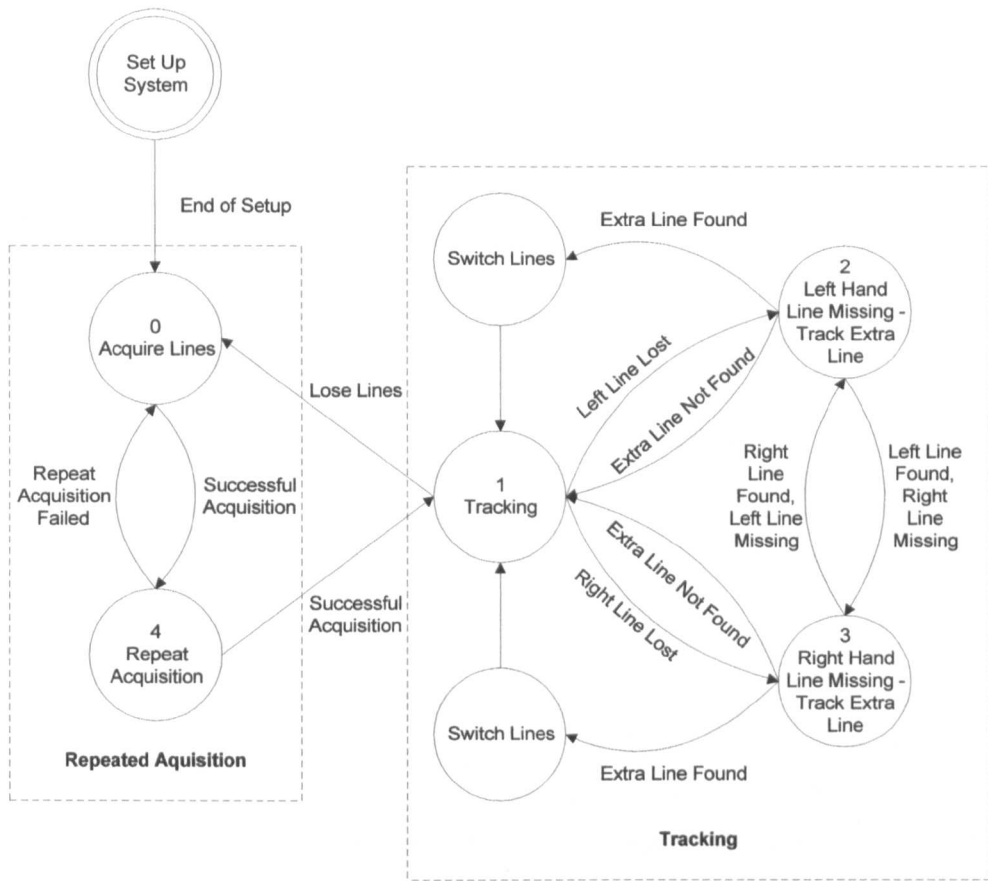 Set Up
System
End of Setup
0
Acquire Lines
Repeat
Acquisition
Failed
Successful
Acquisition
4
Repeat
Acquisition
Repeated Aquisition
Lose Lines
Successful
Acquisition
Switch Lines
Extra Line Found
2
Left Hand
Line Missing -
Track Extra
Line
Left Line Lost
Extra Line Not Found
1
Tracking
Right
Line
Found,
Left Line
Missing
Left Line
Found,
Right
Line
Missing
Extra Line Not Found
Right Line Lost
3
Right Hand
Line Missing -
Track Extra
Line
Switch Lines
Extra Line Found
Tracking